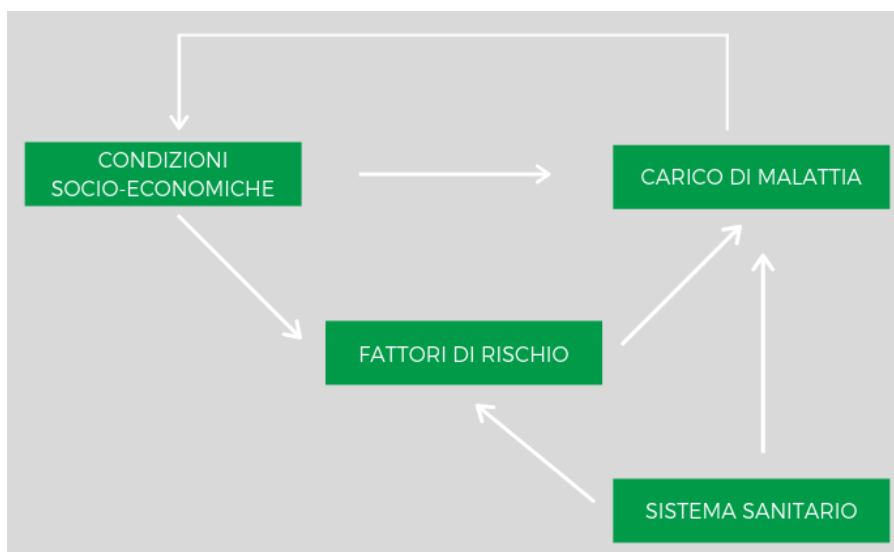 CONDIZIONI
SOCIO-ECONOMICHE
CARICO DI MALATTIA
FATTORI DI RISCHIO
SISTEMA SANITARIO